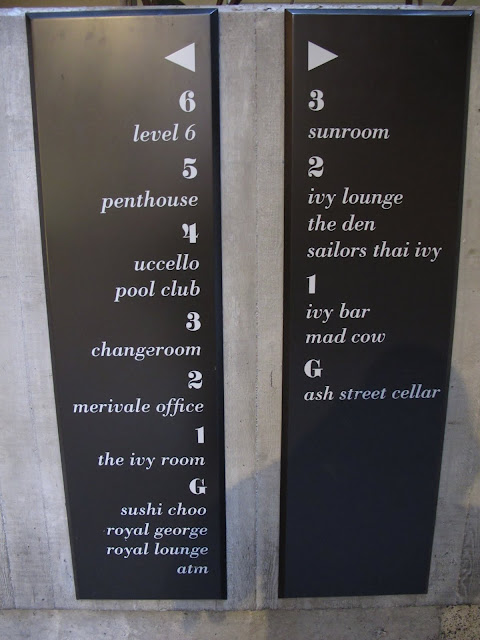 6
level 6
5
penthouse
4
uccello
pool club
3
changeroom
2
merivale office
1
the ivy room
G
sushi choo
royal george
royal lounge
atm
3
sunroom
2
ivy lounge
the den
sailors thai ivy
1
ivy bar
mad cow
G
ash street cellar